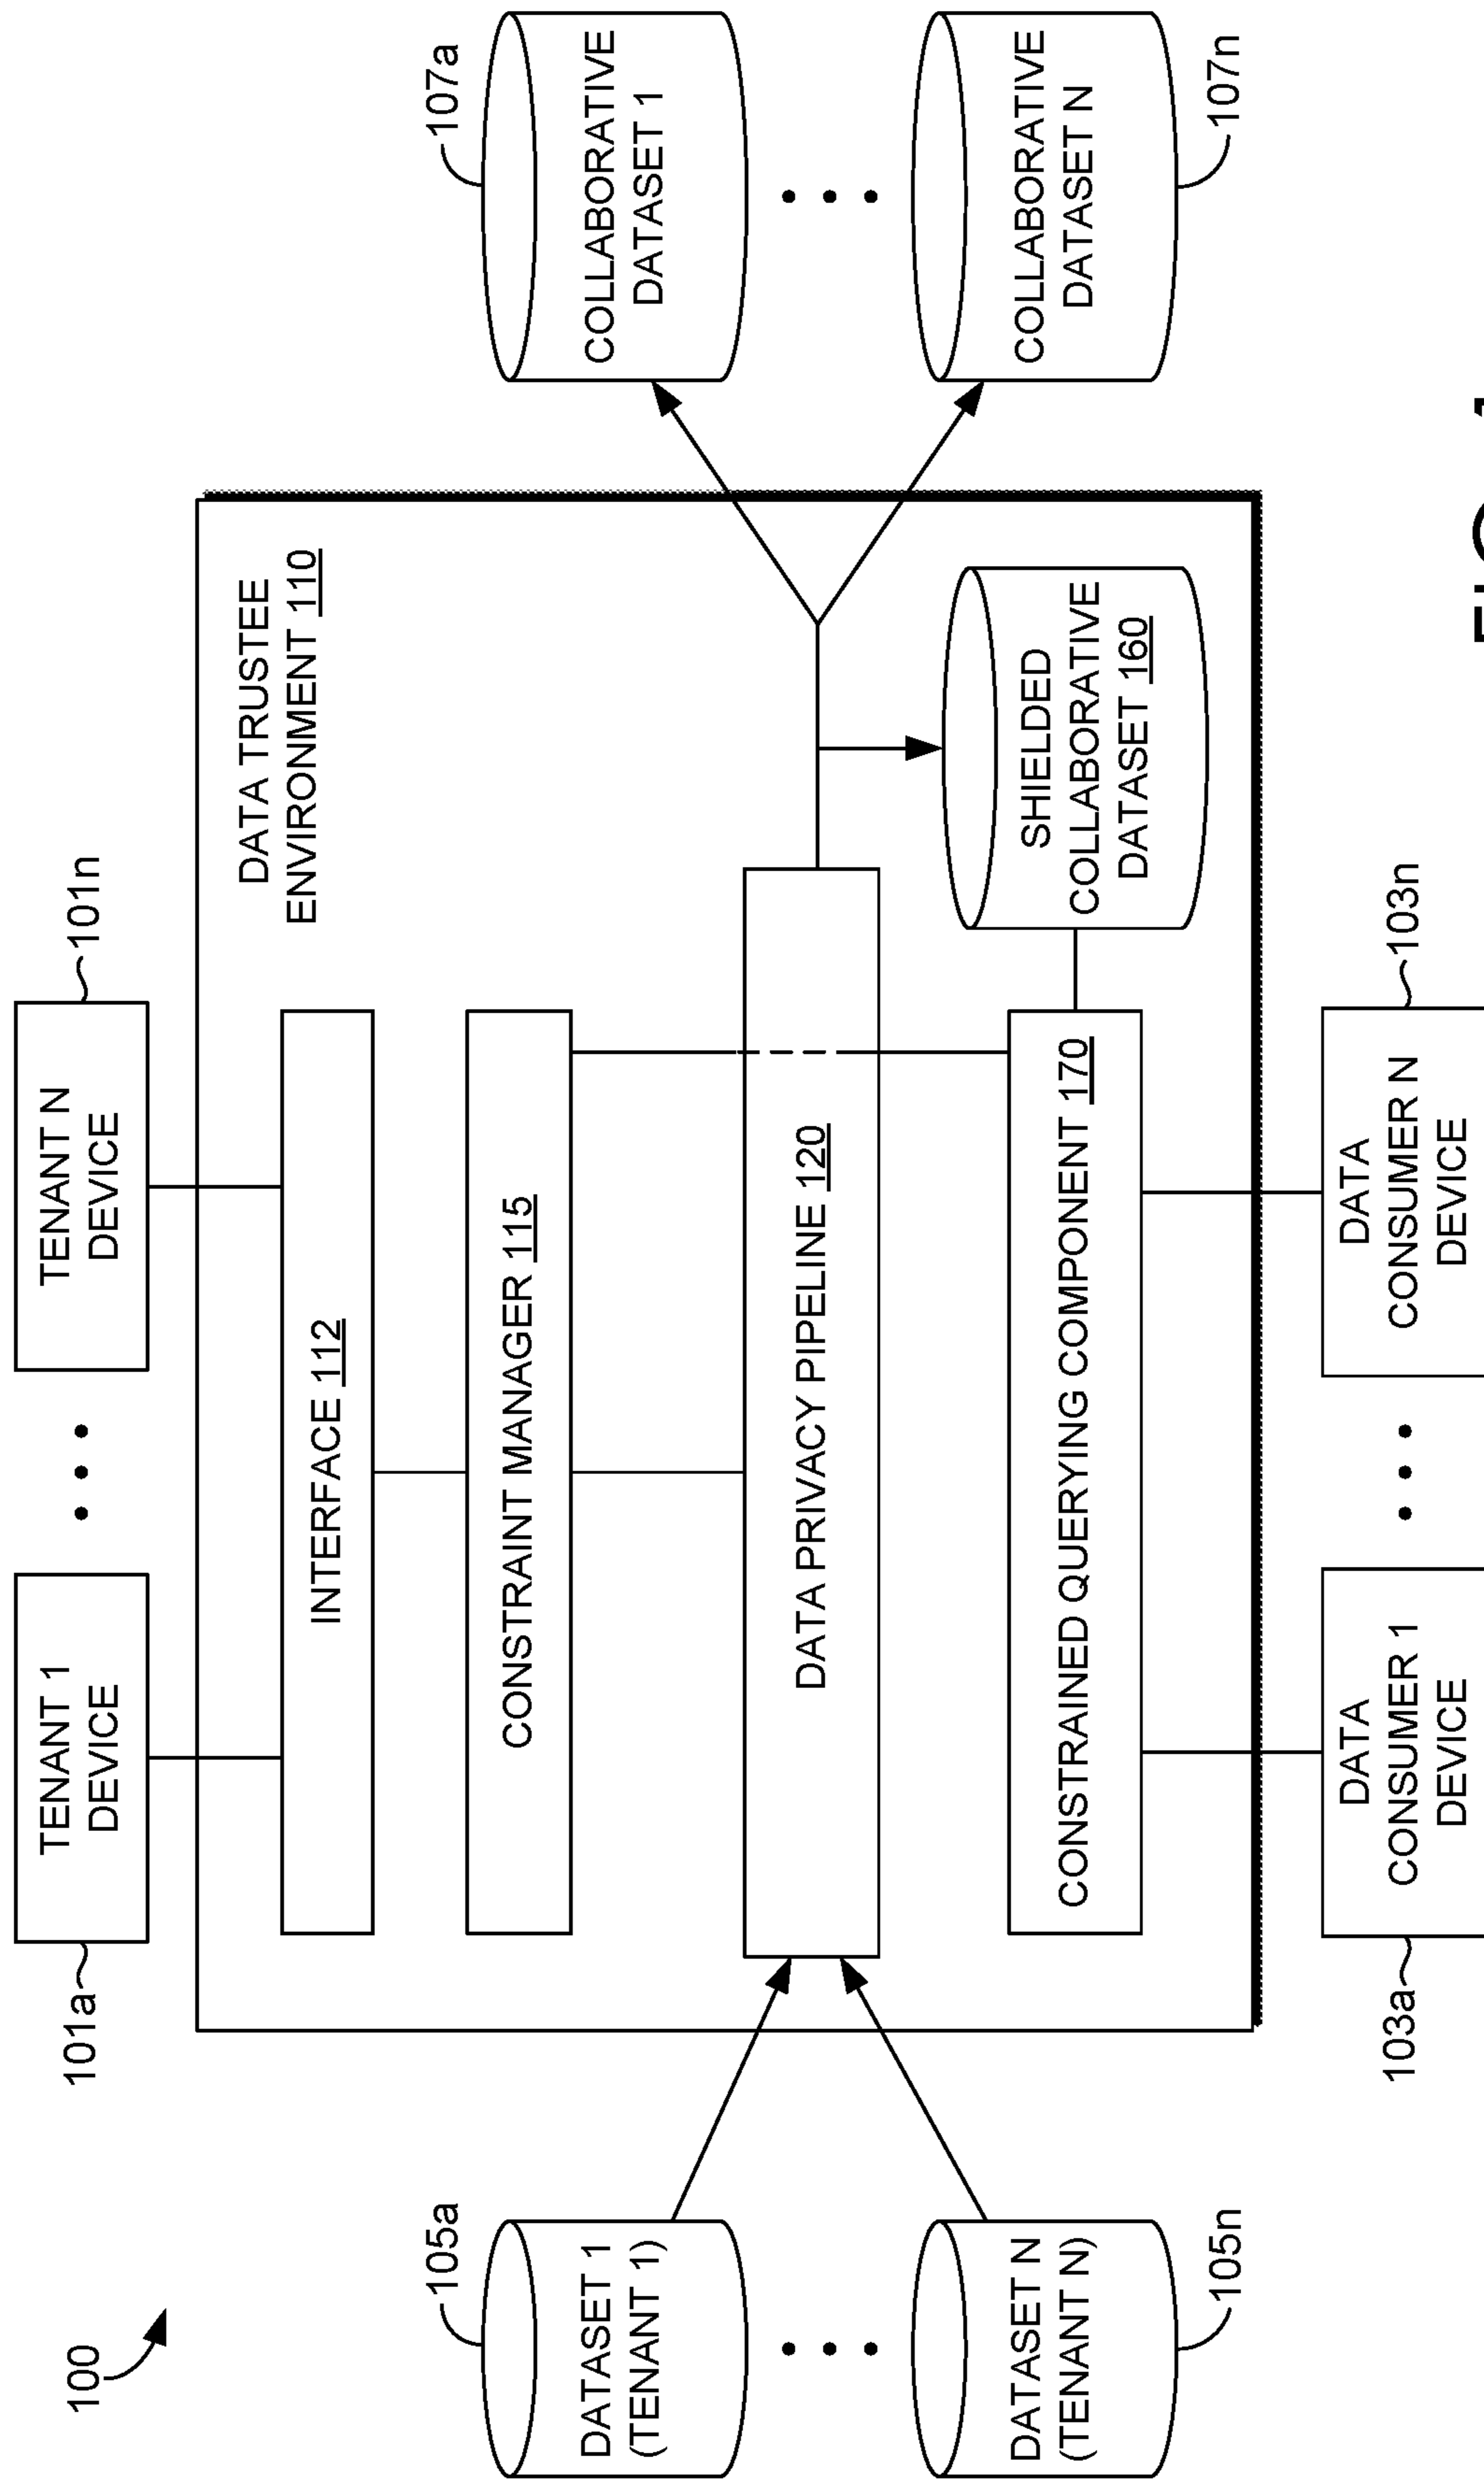 100
101a
TENANT 1
DEVICE
TENANT N
DEVICE
101n
DATA TRUSTEE
ENVIRONMENT 110
INTERFACE 112
CONSTRAINT MANAGER 115
105a
DATASET 1
(TENANT 1)
DATASET N
(TENANT N)
105n
DATA PRIVACY PIPELINE 120
107a
COLLABORATIVE
DATASET 1
COLLABORATIVE
DATASET N
107n
SHIELDED
COLLABORATIVE
DATASET 160
CONSTRAINED QUERYING COMPONENT 170
103a
DATA
CONSUMER 1
DEVICE
DATA
CONSUMER N
DEVICE
103n